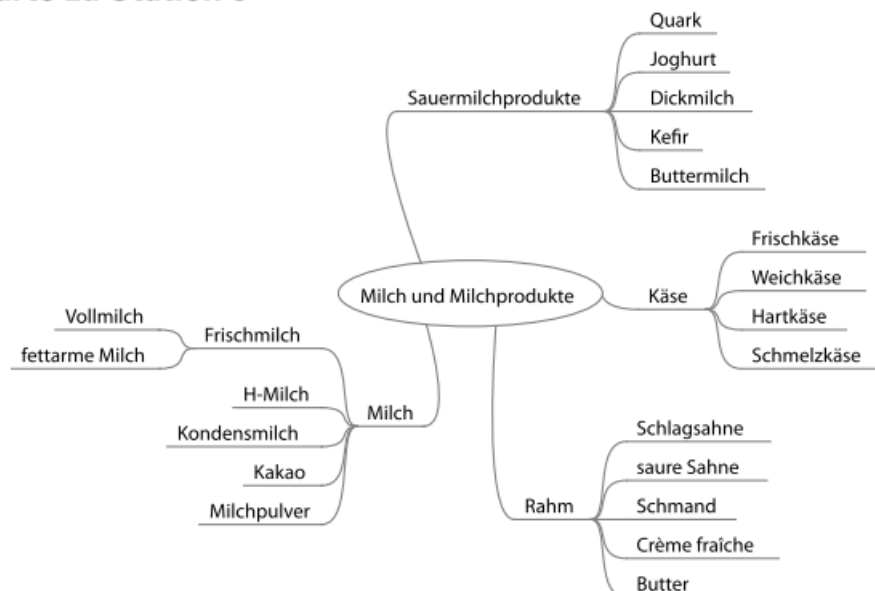 Quark
Joghurt
Sauermilchprodukte
Dickmilch
Kefir
Buttermilch
Milch und Milchprodukte
Käse
Frischkäse
Weichkäse
Hartkäse
Schmelzkäse
Vollmilch
Frischmilch
fettarme Milch
H-Milch
Milch
Kondensmilch
Kakao
Milchpulver
Rahm
Schlagsahne
saure Sahne
Schmand
Crème fraîche
Butter